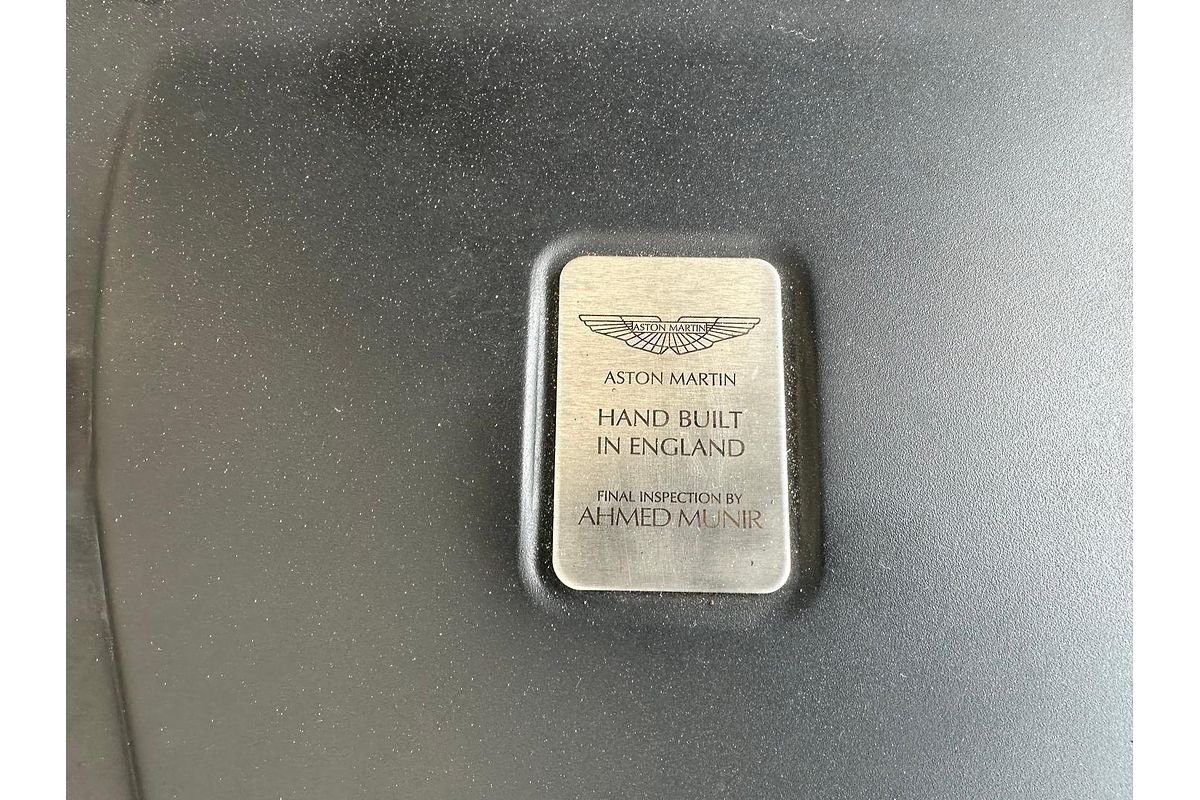 ASTON MARTIN
ASTON MARTIN
HAND BUILT
IN ENGLAND
FINAL INSPECTION BY
AHMED MUNIR